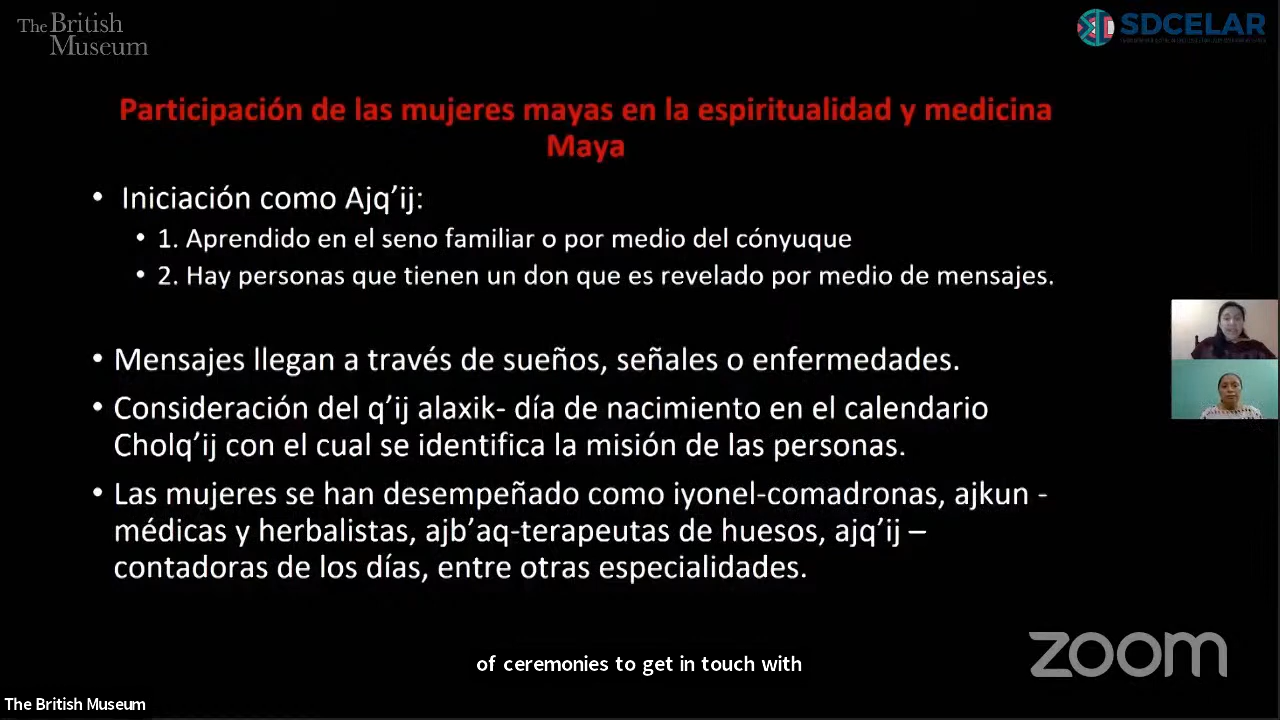 The British
Museum
SDCELAR
Participación de las mujeres mayas en la espiritualidad y medicina
Maya
• Iniciación como Ajq’ij:
• 1. Aprendido en el seno familiar o por medio del cónyuque
• 2. Hay personas que tienen un don que es revelado por medio de mensajes.
• Mensajes llegan a través de sueños, señales o enfermedades.
• Consideración del q’ij alaxik- día de nacimiento en el calendario
Cholq’ij con el cual se identifica la misión de las personas.
• Las mujeres se han desempeñado como iyonel-comadronas, ajkun -
médicas y herbalistas, ajb’aq-terapeutas de huesos, ajq’ij –
contadoras de los días, entre otras especialidades.
of ceremonies to get in touch with
zoom
The British Museum